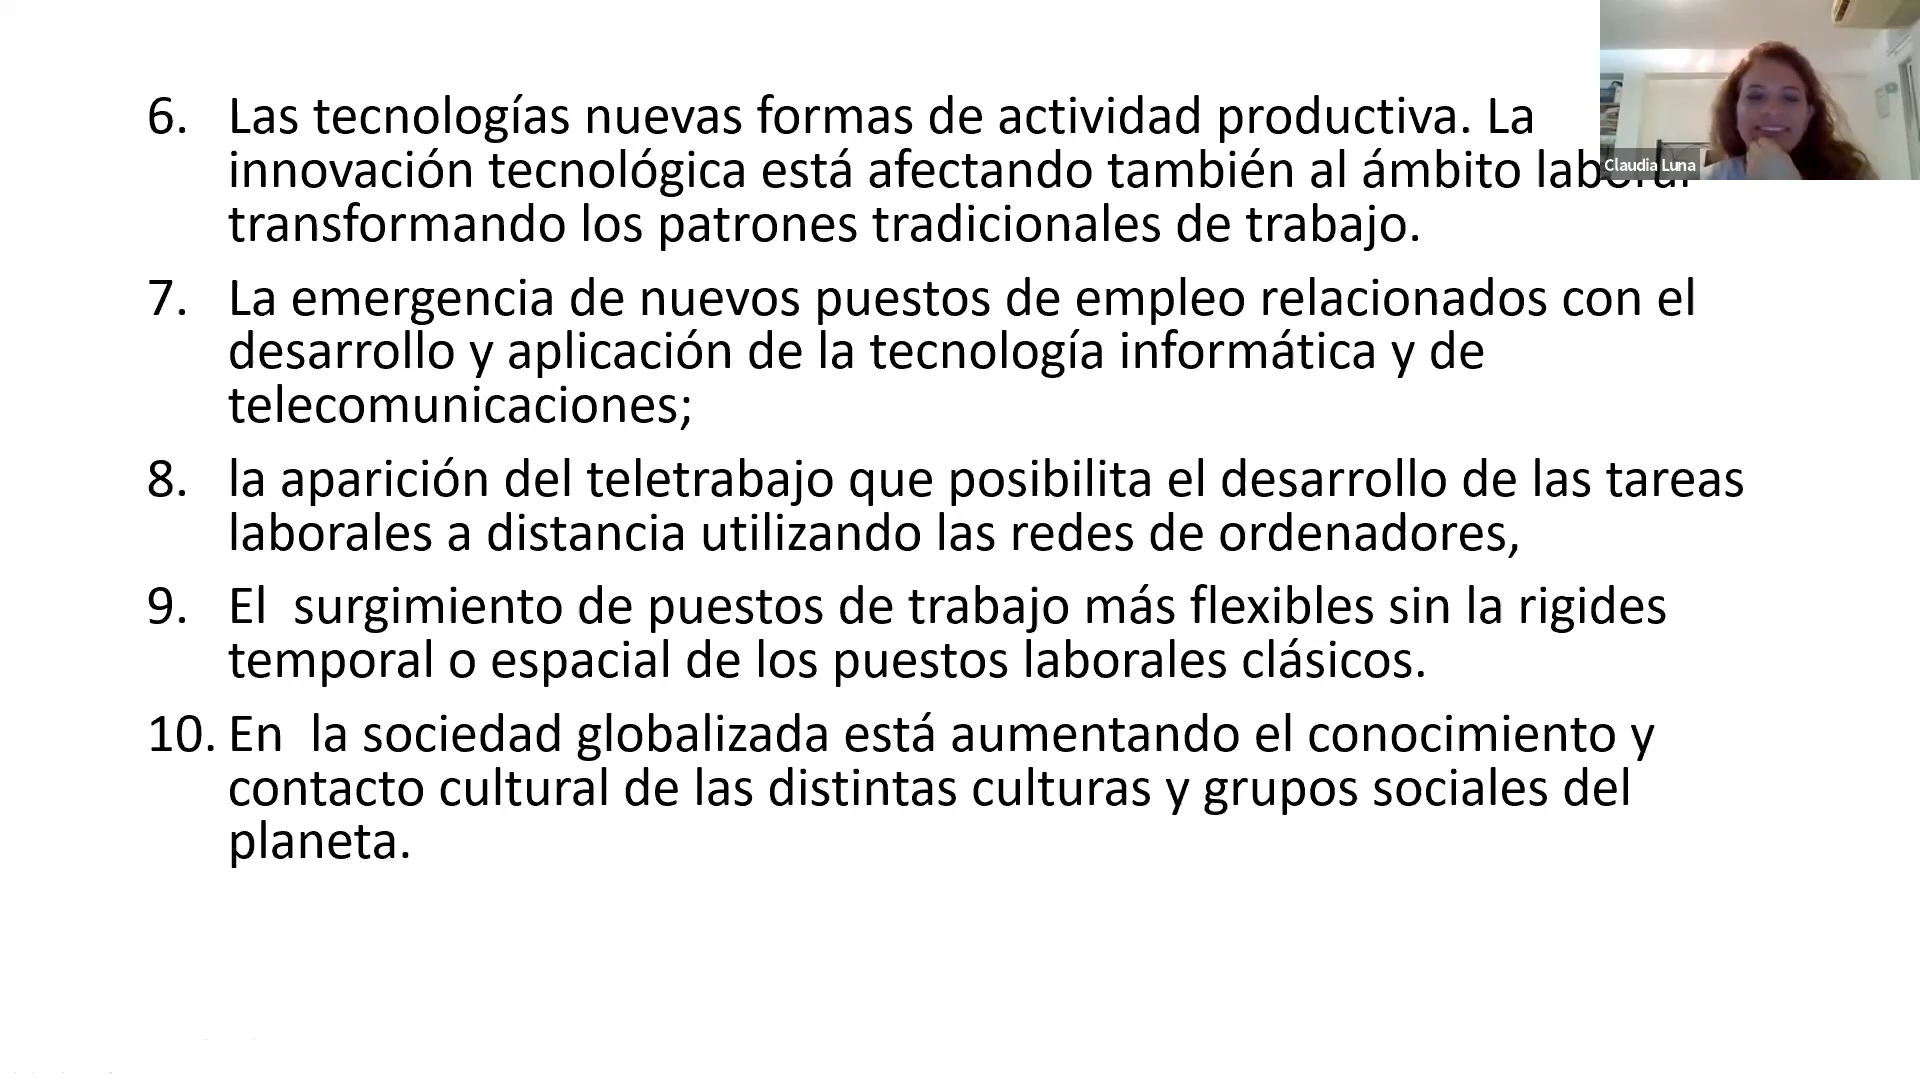 6. Las tecnologías nuevas formas de actividad productiva. La
innovación tecnológica está afectando también al ámbito laboral
transformando los patrones tradicionales de trabajo.
7. La emergencia de nuevos puestos de empleo relacionados con el
desarrollo y aplicación de la tecnología informática y de
telecomunicaciones;
8. la aparición del teletrabajo que posibilita el desarrollo de las tareas
laborales a distancia utilizando las redes de ordenadores,
9. El surgimiento de puestos de trabajo más flexibles sin la rigides
temporal o espacial de los puestos laborales clásicos.
10. En la sociedad globalizada está aumentando el conocimiento y
contacto cultural de las distintas culturas y grupos sociales del
planeta.
Claudia Luna